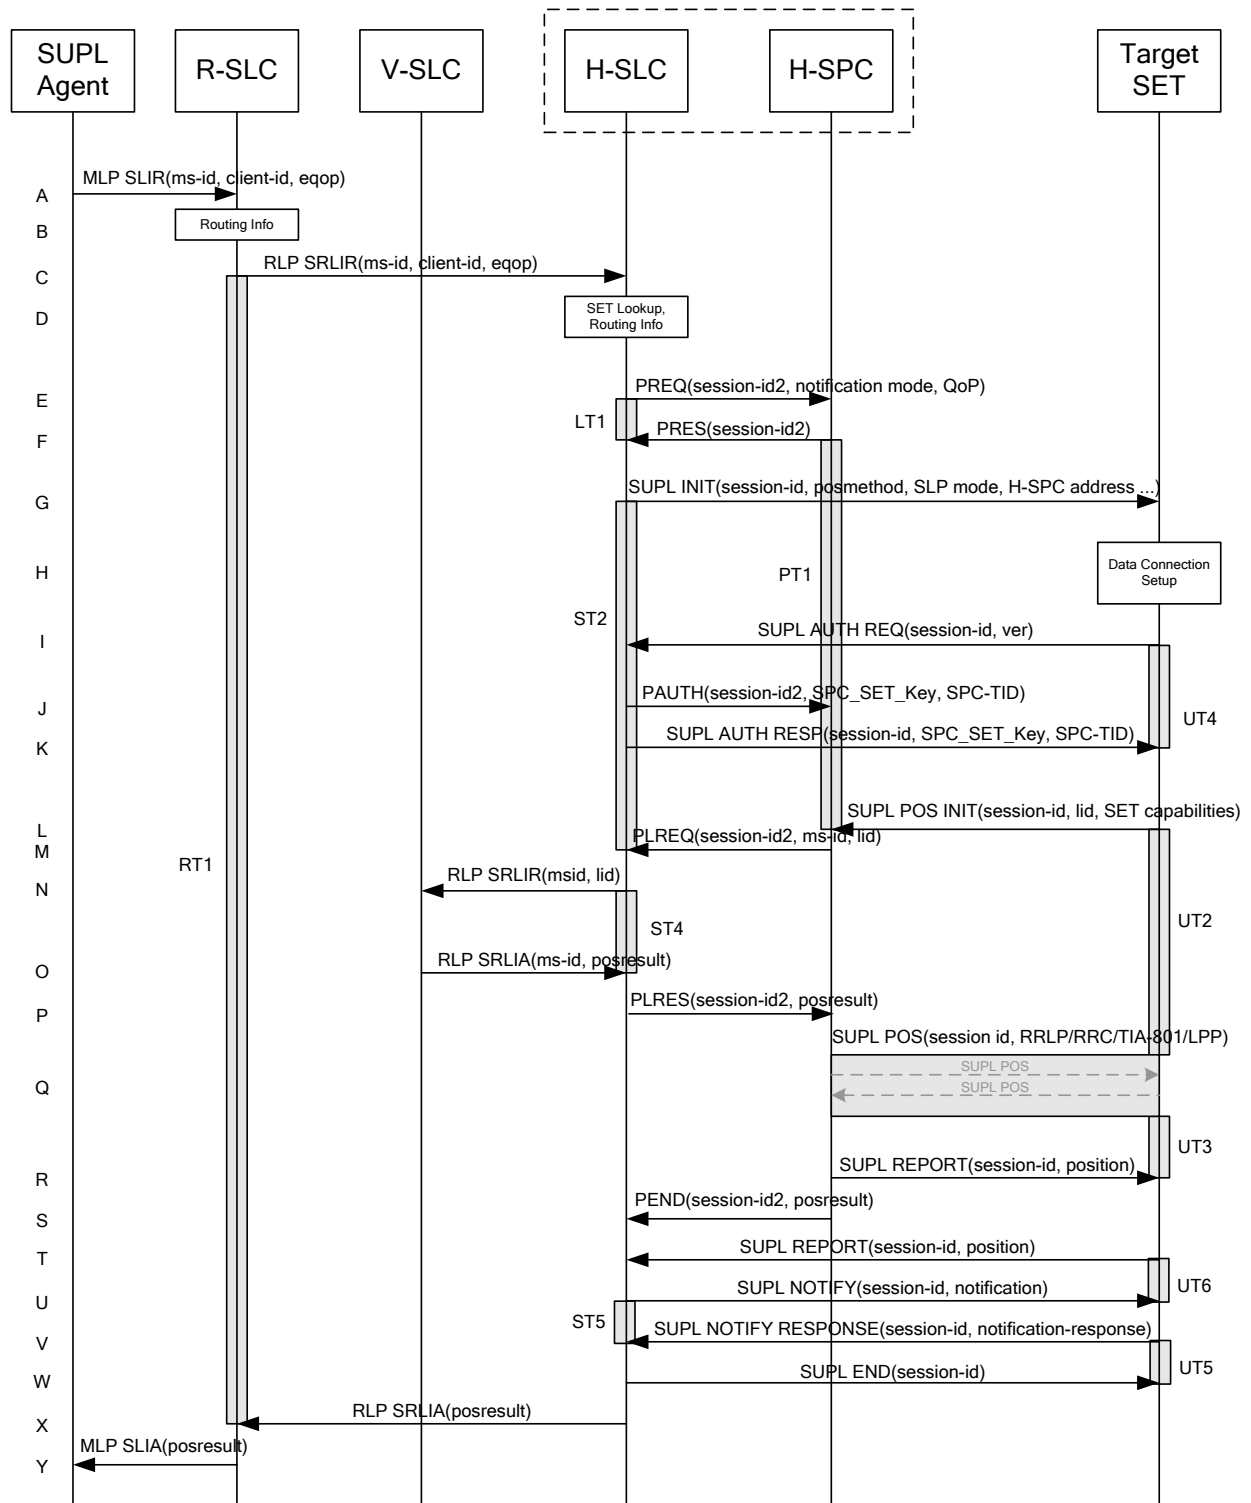 SUPL
Agent
R-SLC
V-SLC
H-SLC
H-SPC
Target
SET
A
MLP SLIR(ms-id, client-id, eqop)
B
Routing Info
C
RLP SRLIR(ms-id, client-id, eqop)
D
SET Lookup,
Routing Info
E
PREQ(session-id2, notification mode, QoP)
LT1
F
PRES(session-id2)
G
SUPL INIT(session-id, posmethod, SLP mode, H-SPC address ...)
H
PT1
Data Connection
Setup
ST2
I
SUPL AUTH REQ(session-id, ver)
J
PAUTH(session-id2, SPC_SET_Key, SPC-TID)
UT4
K
SUPL AUTH RESP(session-id, SPC_SET_Key, SPC-TID)
L
SUPL POS INIT(session-id, lid, SET capabilities)
M
PLREQ(session-id2, ms-id, lid)
RT1
N
RLP SRLIR(msid, lid)
ST4
UT2
O
RLP SRLIA(ms-id, posresult)
P
PLRES(session-id2, posresult)
SUPL POS(session id, RRLP/RRC/TIA-801/LPP)
SUPL POS
Q
SUPL POS
UT3
R
SUPL REPORT(session-id, position)
S
PEND(session-id2, posresult)
T
SUPL REPORT(session-id, position)
UT6
U
SUPL NOTIFY(session-id, notification)
ST5
V
SUPL NOTIFY RESPONSE(session-id, notification-response)
UT5
W
SUPL END(session-id)
X
RLP SRLIA(posresult)
Y
MLP SLIA(posresult)